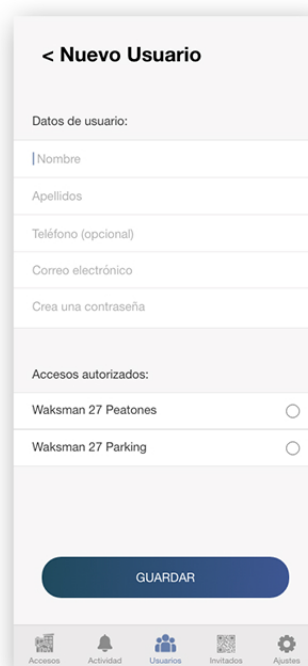 < Nuevo Usuario
Datos de usuario:
Nombre
Apellidos
Teléfono (opcional)
Correo electrónico
Crea una contraseña
Accesos autorizados:
Waksman 27 Peatones
Waksman 27 Parking
GUARDAR
Accesos Actividad Usuarios Invitados Ajustes